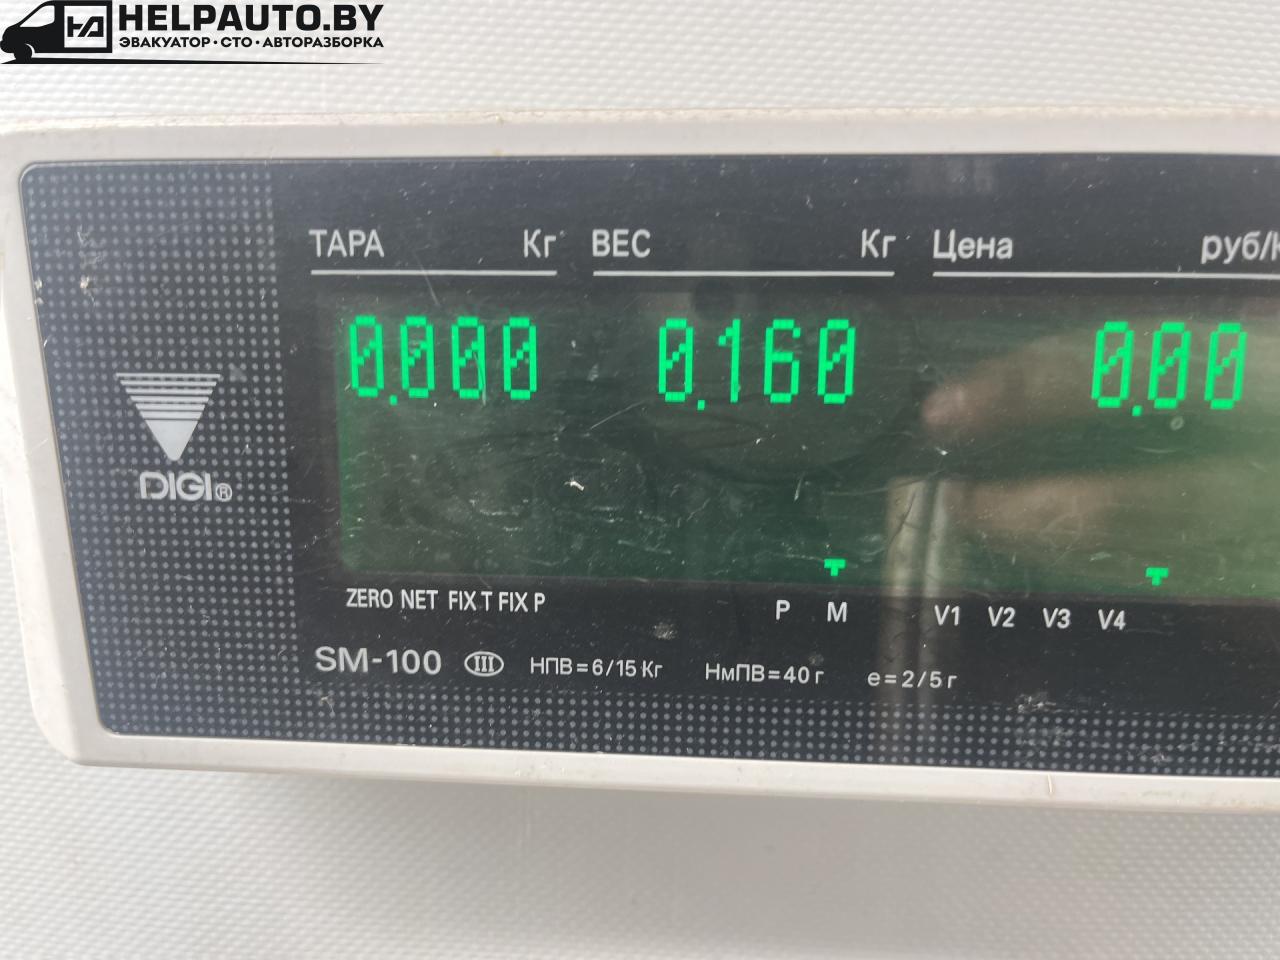 HELPAUTO.BY
ЭВАКУАТОР·СТО·АВТОРАЗБОРКА
ТАРА Кг ВЕС Кг Цена руб/
0.000 0.160 0.00
DIGI®
ZERO NET FIX T FIX P P M V1 V2 V3 V4
SM-100 III НПВ=6/15 Кг НмПВ=40 г e=2/5 г